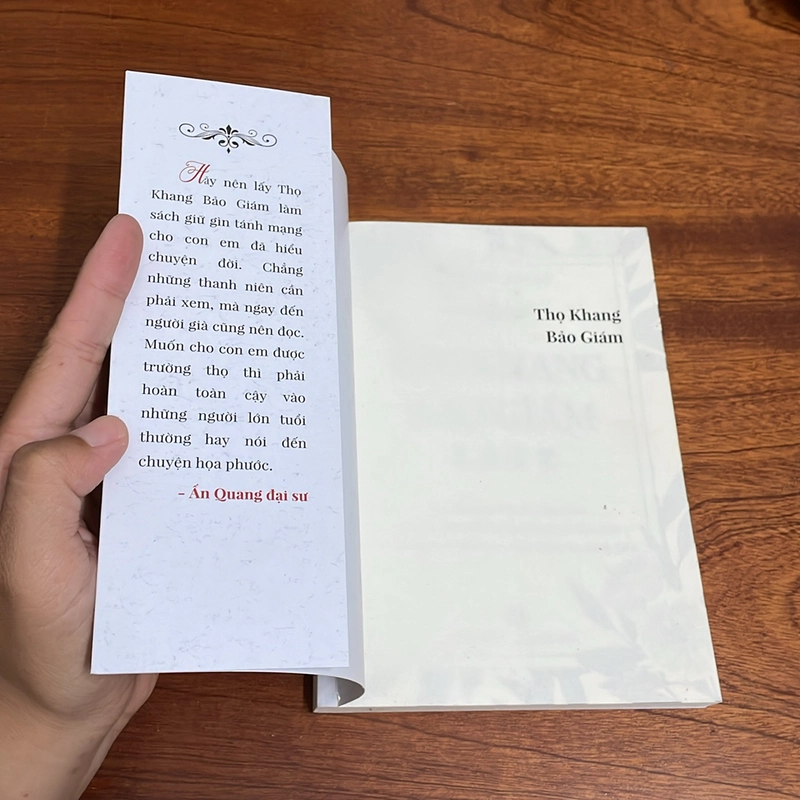 Hãy nên lấy Thọ
Khang Bảo Giám làm
sách giữ gìn tánh mạng
cho con em đã hiểu
chuyện đời. Chẳng
những thanh niên cần
phải xem, mà ngay đến
người già cũng nên đọc.
Muốn cho con em được
trường thọ thì phải
hoàn toàn cậy vào
những người lớn tuổi
thường hay nói đến
chuyện họa phước.
– Ấn Quang đại sư
Thọ Khang
Bảo Giám